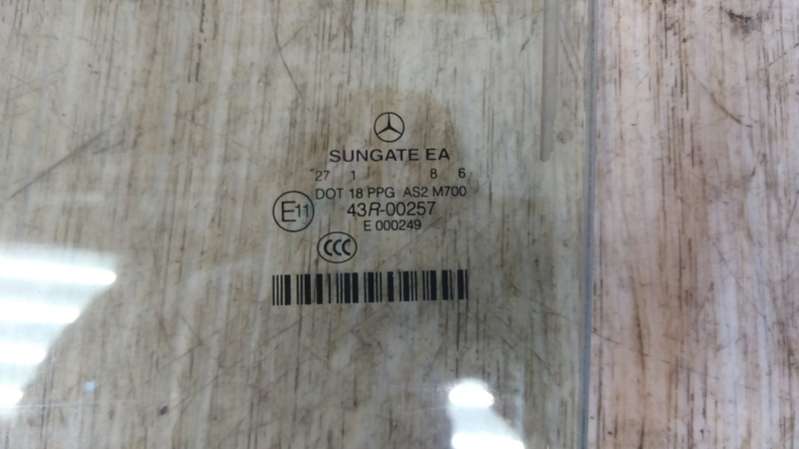 SUNGATE EA
27 1 8 6
DOT 18 PPG AS2 M700
E11 43R-00257
E 000249
CCC